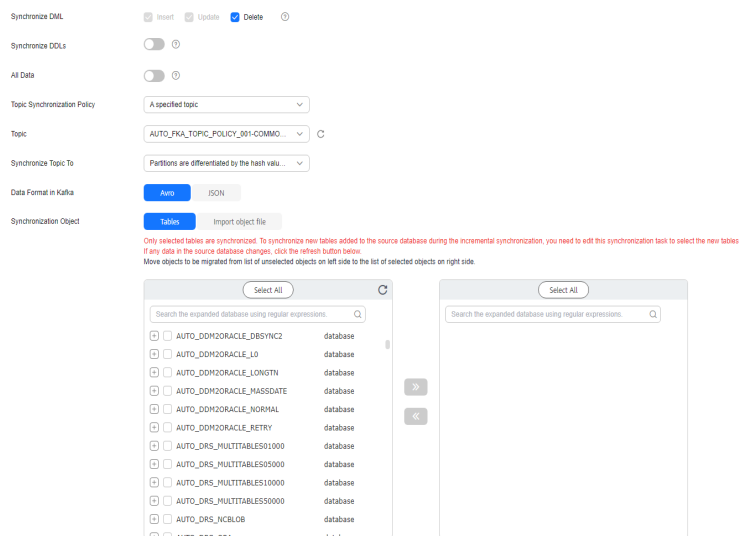 Synchronize DML Insert Update Delete
Synchronize DDLs
All Data
Topic Synchronization Policy A specified topic
Topic AUTO_FKA_TOPIC_POLICY_001-COMMO...
Synchronize Topic To Partitions are differentiated by the hash valu...
Data Format in Kafka Avro JSON
Synchronization Object Tables Import object file
Only selected tables are synchronized. To synchronize new tables added to the source database during the incremental synchronization, you need to edit this synchronization task to select the new tables
If any data in the source database changes, click the refresh button below.
Move objects to be migrated from list of unselected objects on left side to the list of selected objects on right side.
Select All Select All
Search the expanded database using regular expressions. Search the expanded database using regular expressions.
AUTO_DDM2ORACLE_DBSYNC2 database
AUTO_DDM2ORACLE_L0 database
AUTO_DDM2ORACLE_LONGTN database
AUTO_DDM2ORACLE_MASSDATE database
AUTO_DDM2ORACLE_NORMAL database
AUTO_DDM2ORACLE_RETRY database
AUTO_DRS_MULTITABLES01000 database
AUTO_DRS_MULTITABLES05000 database
AUTO_DRS_MULTITABLES10000 database
AUTO_DRS_MULTITABLES50000 database
AUTO_DRS_NCBLOB database